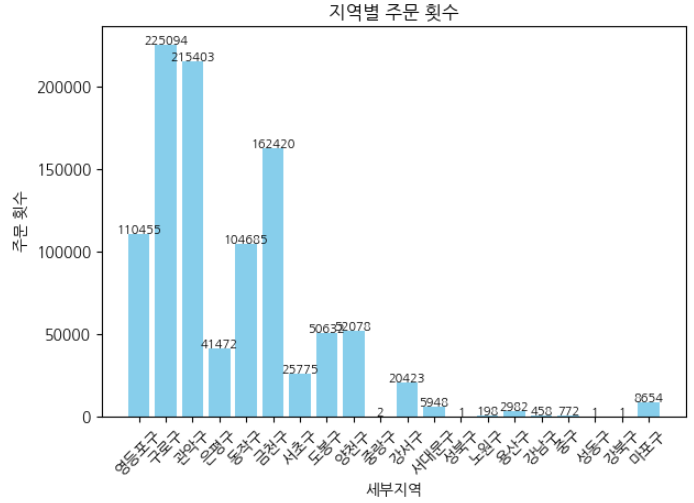 지역별 주문 횟수
주문 횟수
200000
150000
100000
50000
0
110455
225094
215403
41472
104685
162420
25775
50632
52078
2
20423
5948
1
198
2982
458
772
1
1
8654
영등포구
구로구
관악구
은평구
동작구
금천구
서초구
도봉구
양천구
중랑구
강서구
서대문구
성북구
노원구
용산구
강남구
중구
성동구
강북구
마포구
세부지역